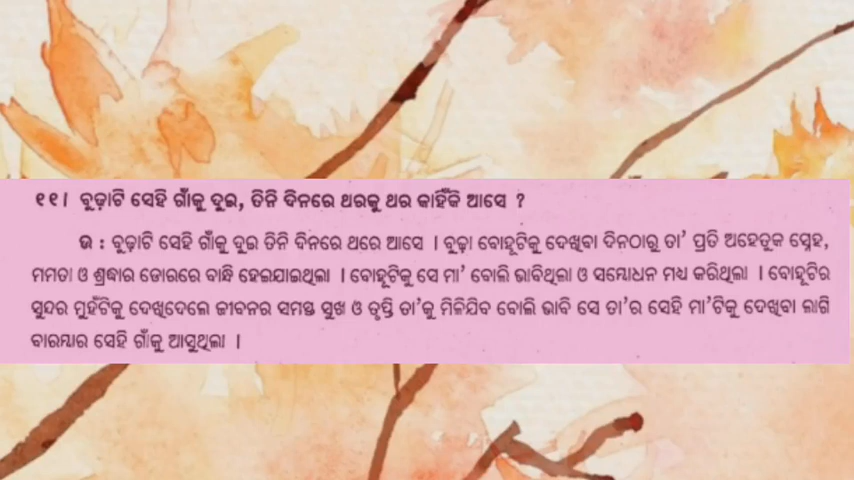 ୧୧। ବୁଢ଼ାଟି ସେହି ଗାଁକୁ ଦୁଇ, ତିନି ଦିନରେ ଥରକୁ ଥର କାହିଁକି ଆସେ ?
ଉ : ବୁଢ଼ାଟି ସେହି ଗାଁକୁ ଦୁଇ ତିନି ଦିନରେ ଥରେ ଆସେ । ବୁଢ଼ା ବୋହୂଟିକୁ ଦେଖିବା ଦିନଠାରୁ ତା’ ପ୍ରତି ଅହେତୁକ ସ୍ନେହ,
ମମତା ଓ ଶ୍ରଦ୍ଧାର ଡୋରରେ ବାନ୍ଧି ହେଇଯାଇଥିଲା । ବୋହୂଟିକୁ ସେ ମା’ ବୋଲି ଭାବିଥିଲା ଓ ସମ୍ବୋଧନ ମଧ୍ୟ କରିଥିଲା । ବୋହୂଟିର
ସୁନ୍ଦର ମୁହଁଟିକୁ ଦେଖିଦେଲେ ଜୀବନର ସମସ୍ତ ସୁଖ ଓ ତୃପ୍ତି ତା’କୁ ମିଳିଯିବ ବୋଲି ଭାବି ସେ ତା’ର ସେହି ମା’ଟିକୁ ଦେଖିବା ଲାଗି
ବାରମ୍ବାର ସେହି ଗାଁକୁ ଆସୁଥିଲା ।